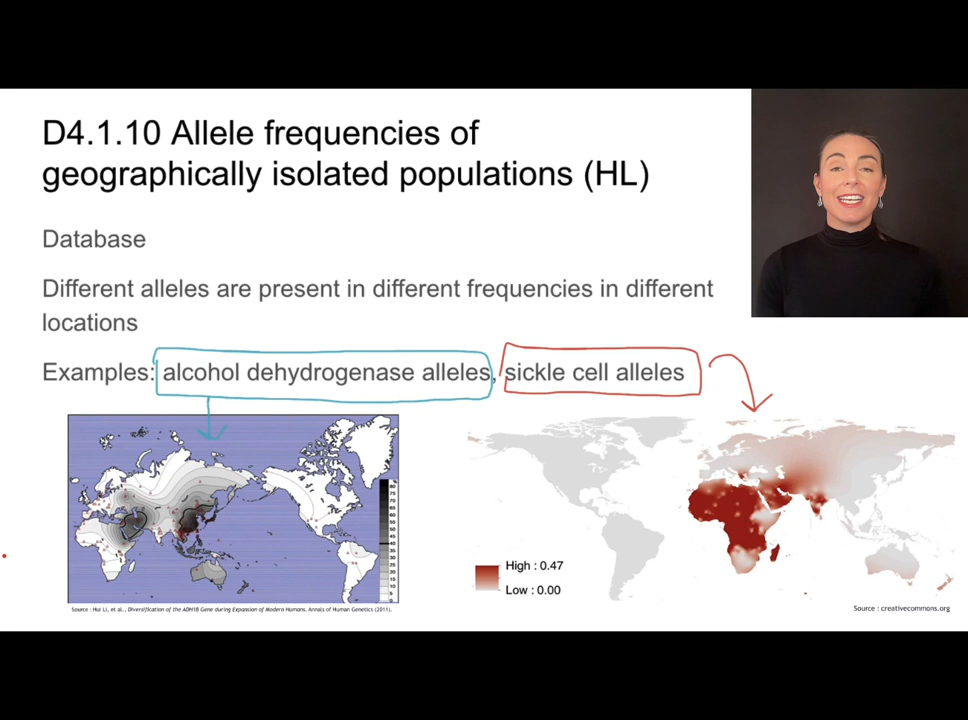 D4.1.10 Allele frequencies of
geographically isolated populations (HL)
Database
Different alleles are present in different frequencies in different
locations
Examples: alcohol dehydrogenase alleles, sickle cell alleles
High : 0.47
Low : 0.00
Source : Hui Li, et al., Diversification of the ADH1B Gene during Expansion of Modern Humans. Annals of Human Genetics (2011).
Source : creativecommons.org